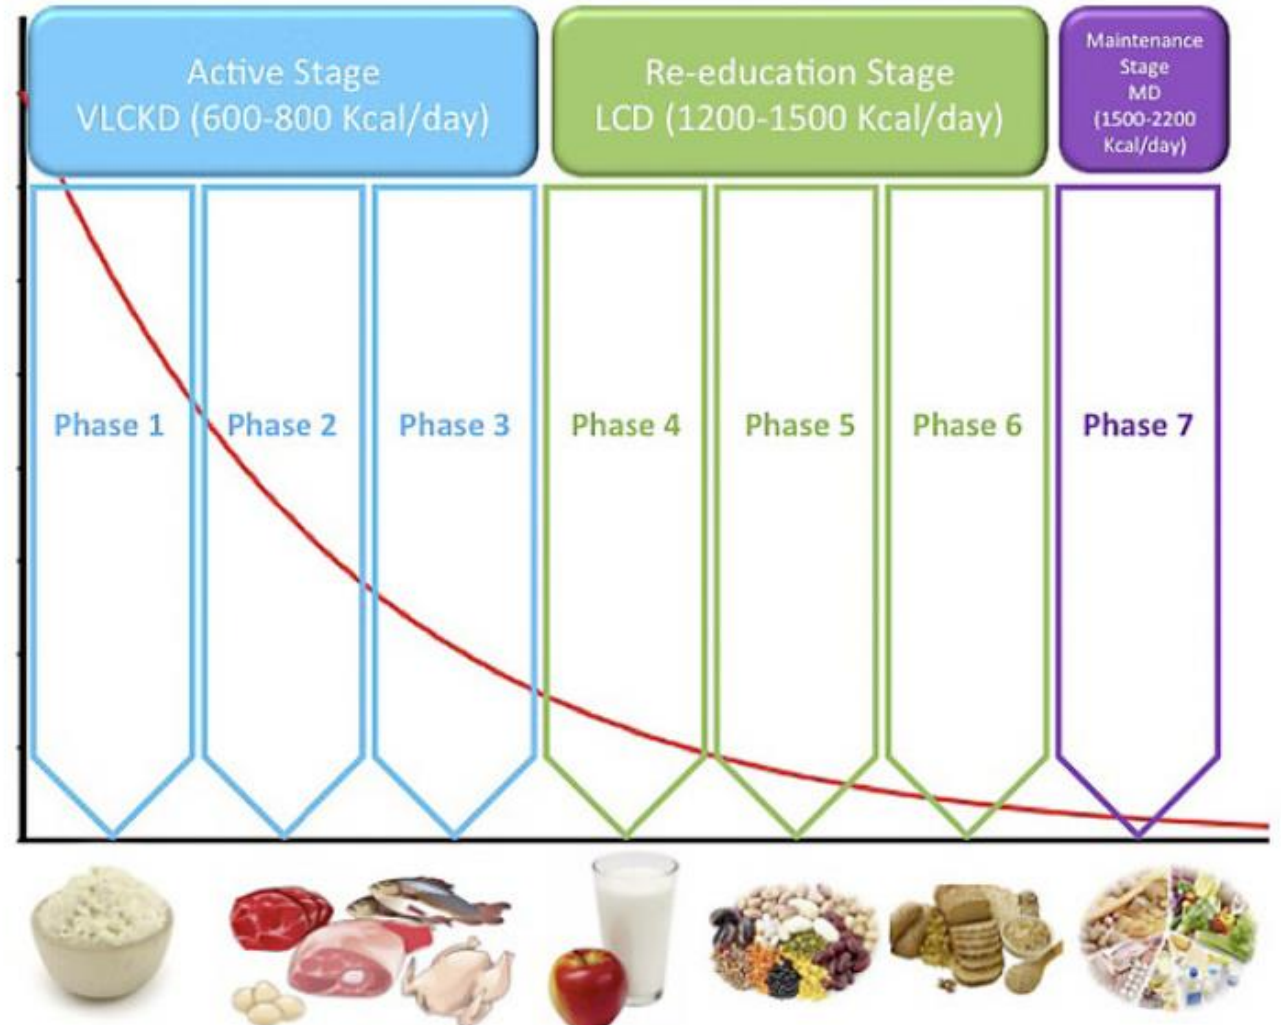 Active Stage
VLCKD (600-800 Kcal/day)
Re-education Stage
LCD (1200-1500 Kcal/day)
Maintenance
Stage
MD
(1500-2200
Kcal/day)
Phase 1
Phase 2
Phase 3
Phase 4
Phase 5
Phase 6
Phase 7